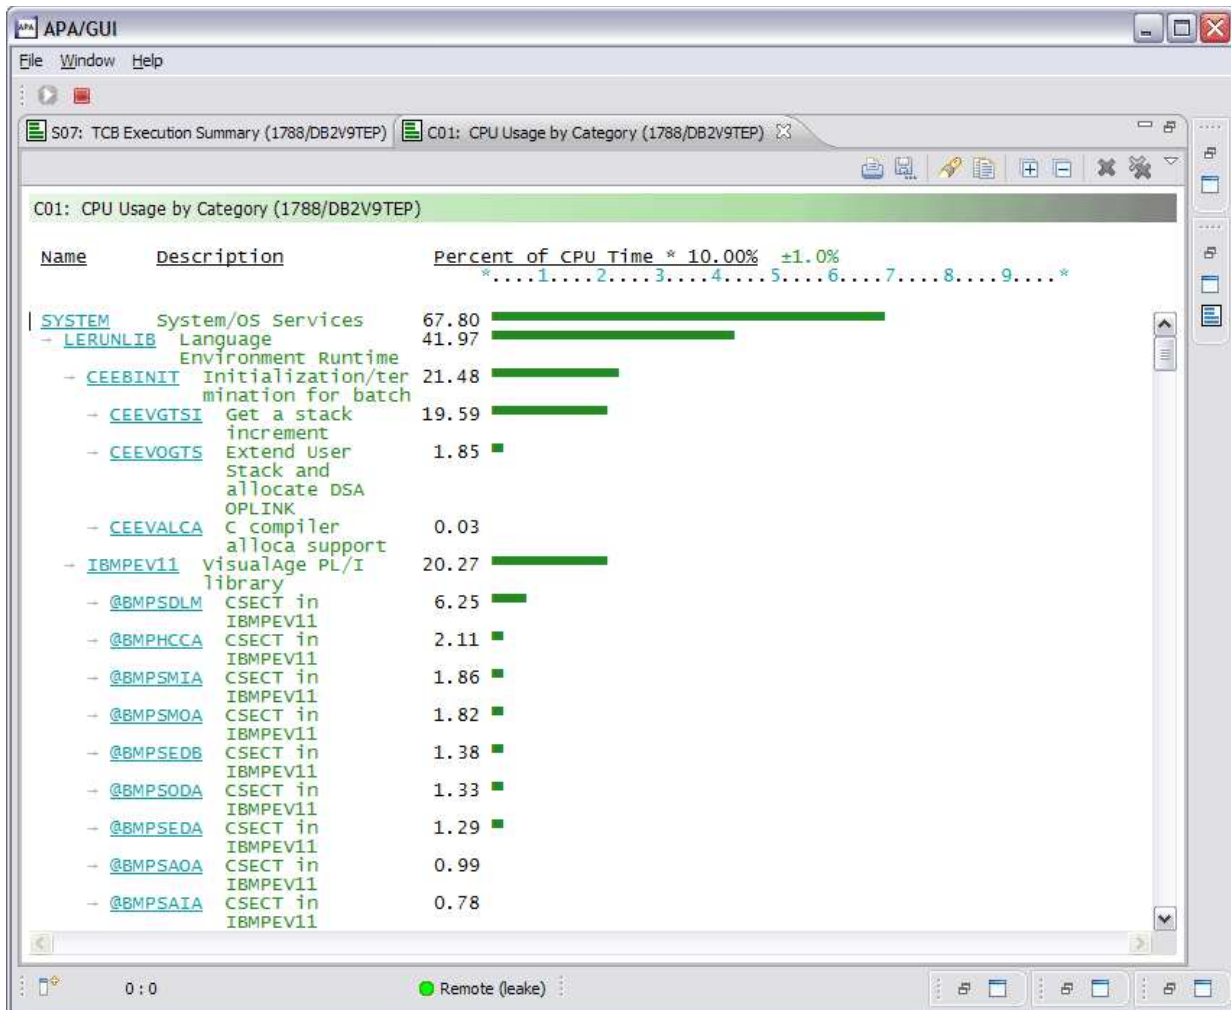 APA APA/GUI
File Window Help
S07: TCB Execution Summary (1788/DB2V9TEP) C01: CPU Usage by Category (1788/DB2V9TEP)
C01: CPU Usage by Category (1788/DB2V9TEP)
Name Description Percent of CPU Time * 10.00% ±1.0%
*....1....2....3....4....5....6....7....8....9....*
SYSTEM System/OS Services 67.80
→ LERUNLIB Language 41.97
Environment Runtime
→ CEEBINIT Initialization/ter 21.48
mination for batch
→ CEEVGTSI Get a stack 19.59
increment
→ CEEVOGTS Extend User 1.85
Stack and
allocate DSA
OPLINK
→ CEEVALCA C compiler 0.03
alloca support
→ IBMPEV11 VisualAge PL/I 20.27
library
→ @BMPSDLM CSECT in 6.25
IBMPEV11
→ @BMPHCCA CSECT in 2.11
IBMPEV11
→ @BMPSMIA CSECT in 1.86
IBMPEV11
→ @BMPSMOA CSECT in 1.82
IBMPEV11
→ @BMPSEDB CSECT in 1.38
IBMPEV11
→ @BMPSODA CSECT in 1.33
IBMPEV11
→ @BMPSEDA CSECT in 1.29
IBMPEV11
→ @BMPSAOA CSECT in 0.99
IBMPEV11
→ @BMPSAIA CSECT in 0.78
IBMPEV11
0 : 0 Remote (leake)